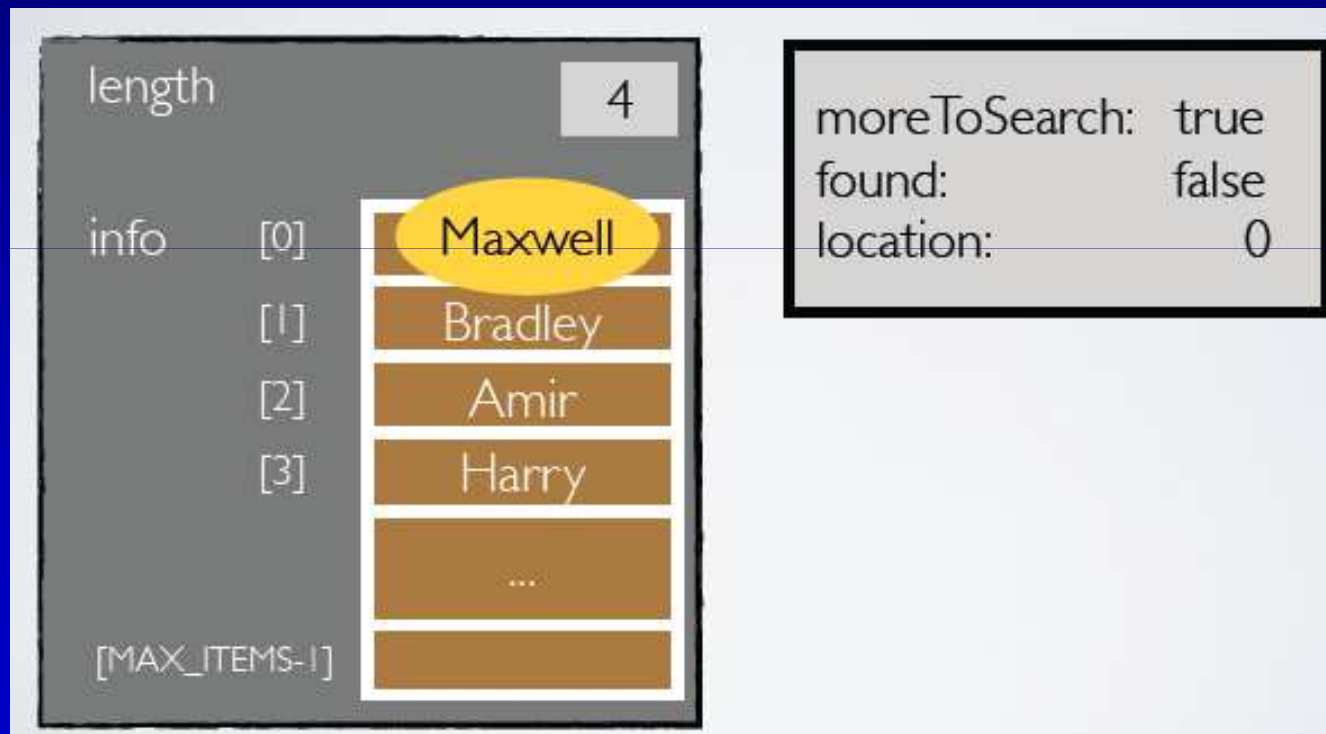 length 4
info [0] Maxwell
[1] Bradley
[2] Amir
[3] Harry
...
[MAX_ITEMS-1]
moreToSearch: true
found: false
location: 0